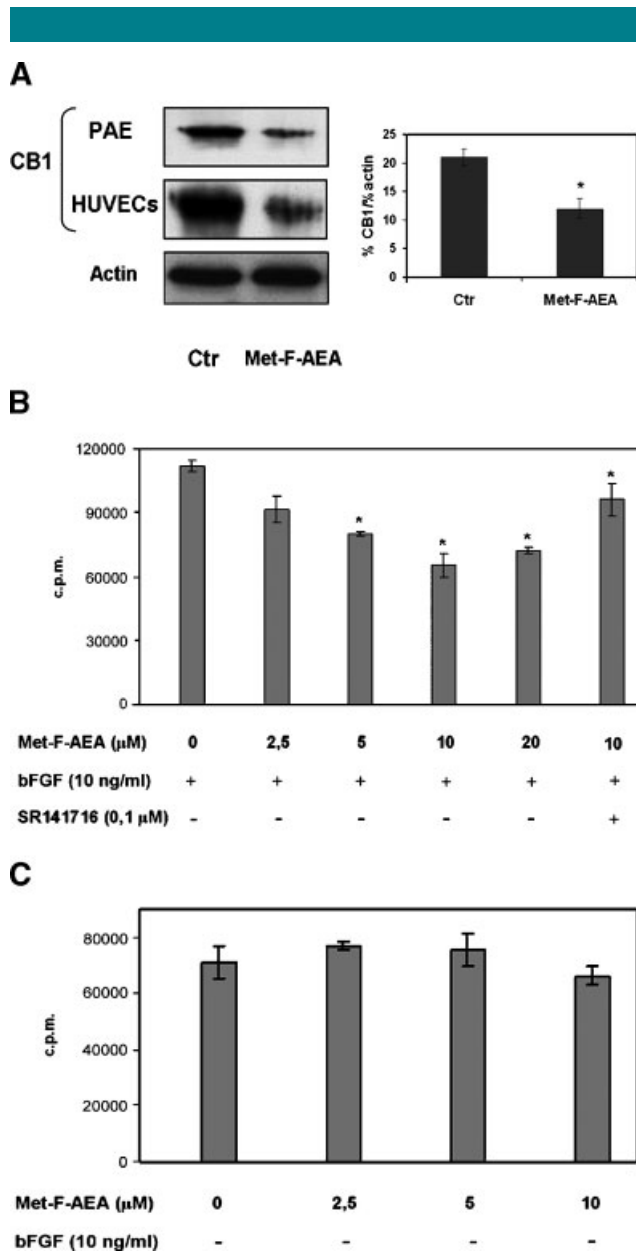 A
CB1
PAE
HUVECs
Actin
Ctr Met-F-AEA
% CB1/% actin
25
20
15
10
5
0
*
Ctr Met-F-AEA
B
c.p.m.
120000
90000
60000
30000
0
* * * *
Met-F-AEA (μM) 0 2,5 5 10 20 10
bFGF (10 ng/ml) + + + + + +
SR141716 (0,1 μM) - - - - - +
C
c.p.m.
80000
60000
40000
20000
0
Met-F-AEA (μM) 0 2,5 5 10
bFGF (10 ng/ml) - - - -